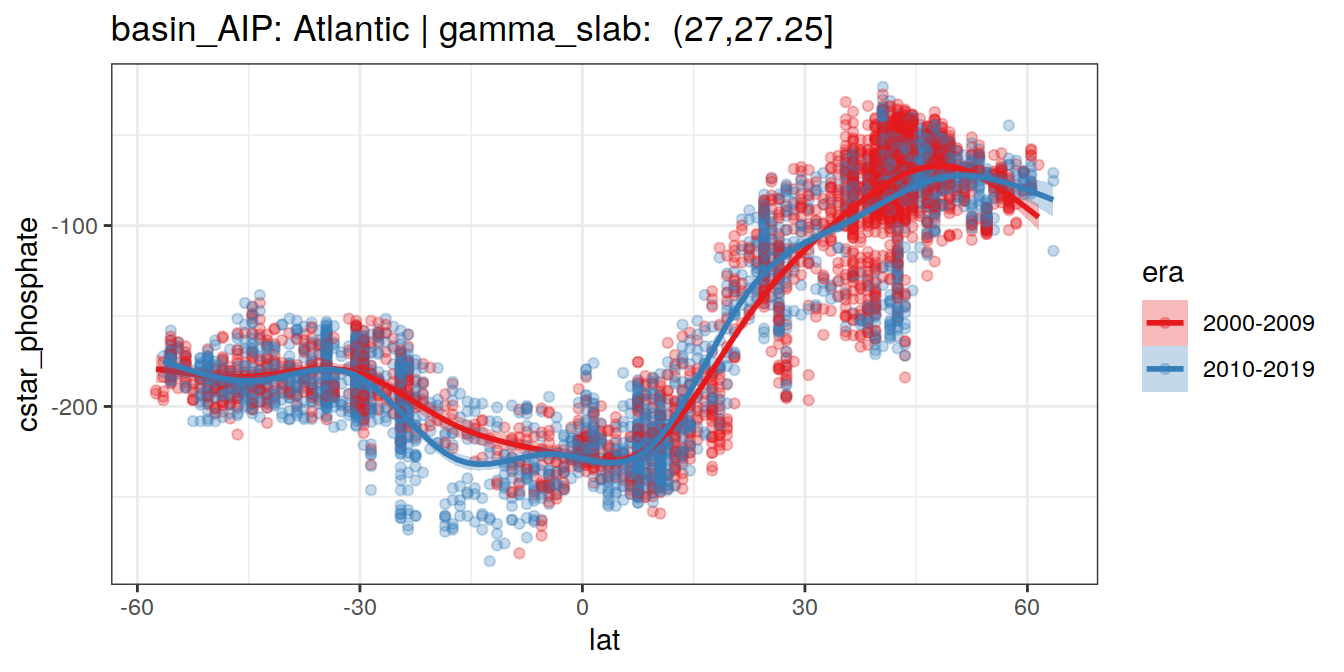 basin_AIP: Atlantic | gamma_slab:  (27,27.25]
cstar_phosphate
-100
-200
-60
-30
0
30
60
lat
era
2000-2009
2010-2019